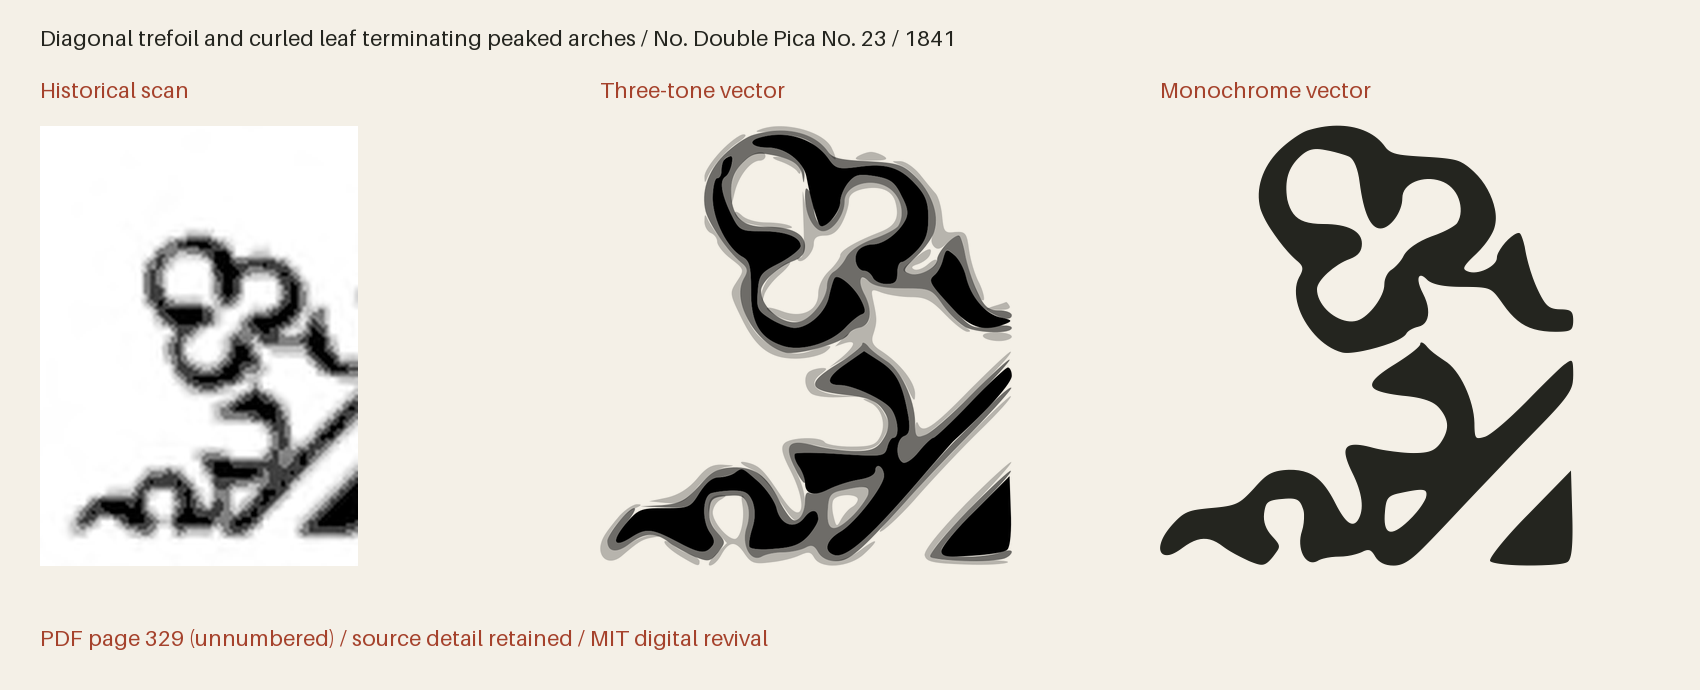 Diagonal trefoil and curled leaf terminating peaked arches / No. Double Pica No. 23 / 1841
Historical scan
Three-tone vector
Monochrome vector
PDF page 329 (unnumbered) / source detail retained / MIT digital revival